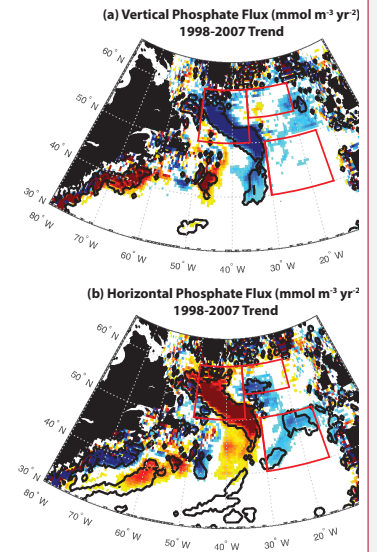 (a) Vertical Phosphate Flux (mmol m⁻³ yr⁻²)
1998-2007 Trend
60° N
50° N
40° N
30° N
80° W
70° W
60° W
50° W
40° W
30° W
20° W
(b) Horizontal Phosphate Flux (mmol m⁻³ yr⁻²
1998-2007 Trend
60° N
50° N
40° N
30° N
80° W
70° W
60° W
50° W
40° W
30° W
20° W